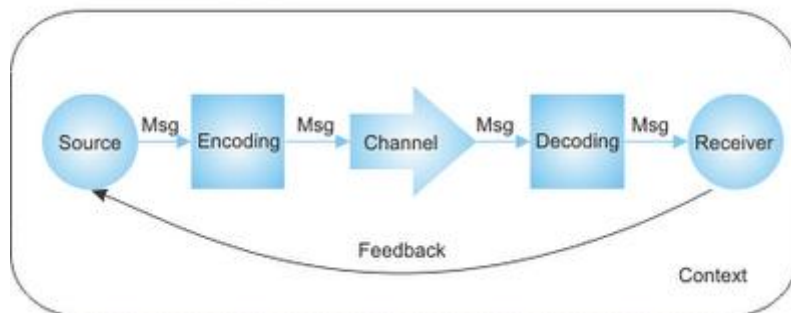 Msg Msg Msg Msg
Source Encoding Channel Decoding Receiver
Feedback
Context